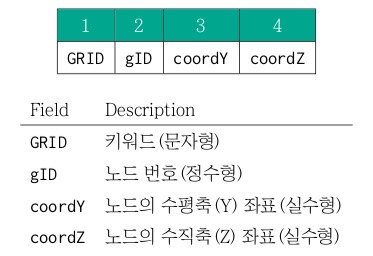 1 2 3 4
GRID gID coordY coordZ
Field Description
GRID 키워드(문자형)
gID 노드 번호(정수형)
coordY 노드의 수평축(Y) 좌표(실수형)
coordZ 노드의 수직축(Z) 좌표(실수형)